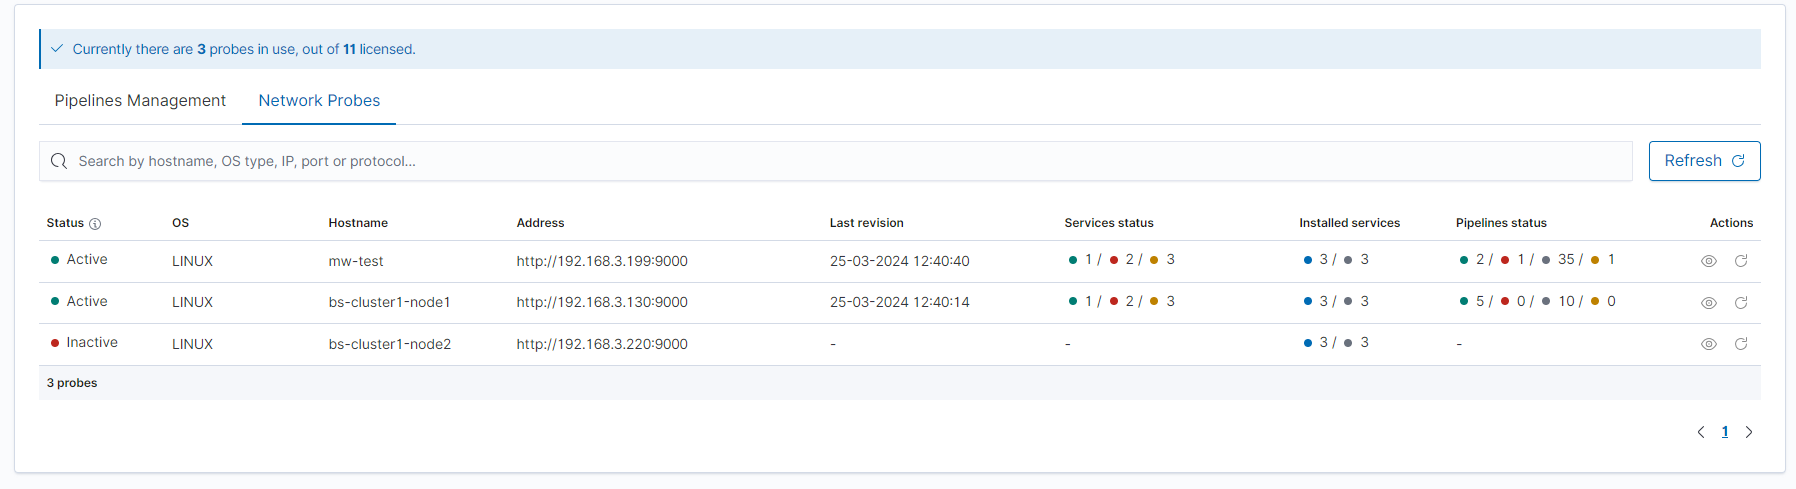 Currently there are 3 probes in use, out of 11 licensed.
Pipelines Management Network Probes
Search by hostname, OS type, IP, port or protocol... Refresh
Status OS Hostname Address Last revision Services status Installed services Pipelines status Actions
Active LINUX mw-test http://192.168.3.199:9000 25-03-2024 12:40:40 1 / 2 / 3 3 / 3 2 / 1 / 35 / 1
Active LINUX bs-cluster1-node1 http://192.168.3.130:9000 25-03-2024 12:40:14 1 / 2 / 3 3 / 3 5 / 0 / 10 / 0
Inactive LINUX bs-cluster1-node2 http://192.168.3.220:9000 - - 3 / 3 -
3 probes
1